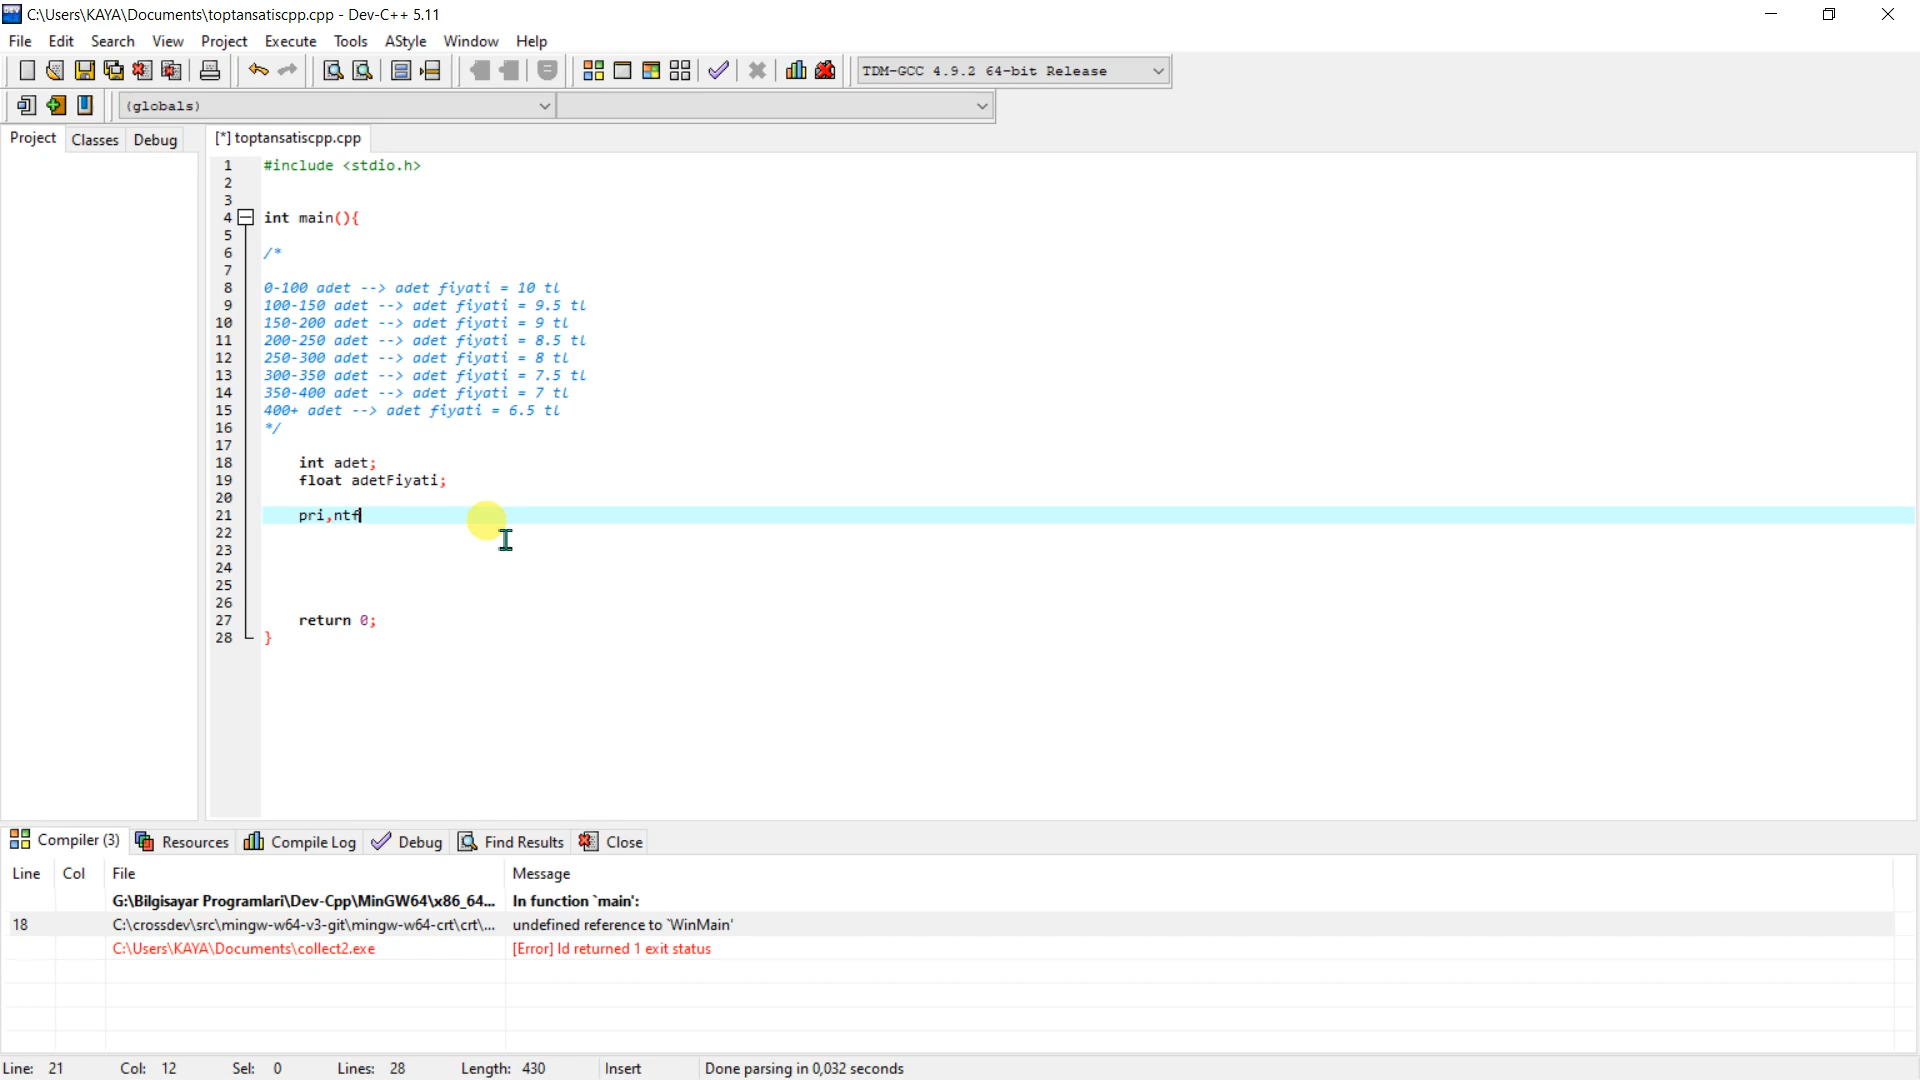 C:\Users\KAYA\Documents\toptansatiscpp.cpp - Dev-C++ 5.11
File Edit Search View Project Execute Tools AStyle Window Help
TDM-GCC 4.9.2 64-bit Release
(globals)
Project Classes Debug [*] toptansatiscpp.cpp
1 #include <stdio.h>
2
3
4 int main(){
5
6 /*
7
8 0-100 adet --> adet fiyati = 10 tl
9 100-150 adet --> adet fiyati = 9.5 tl
10 150-200 adet --> adet fiyati = 9 tl
11 200-250 adet --> adet fiyati = 8.5 tl
12 250-300 adet --> adet fiyati = 8 tl
13 300-350 adet --> adet fiyati = 7.5 tl
14 350-400 adet --> adet fiyati = 7 tl
15 400+ adet --> adet fiyati = 6.5 tl
16 */
17
18 int adet;
19 float adetFiyati;
20
21 pri,ntf
22
23
24
25
26
27 return 0;
28 }
Compiler (3) Resources Compile Log Debug Find Results Close
Line Col File Message
G:\Bilgisayar Programlari\Dev-Cpp\MinGW64\x86_64... In function `main':
18 C:\crossdev\src\mingw-w64-v3-git\mingw-w64-crt\crt\... undefined reference to `WinMain'
C:\Users\KAYA\Documents\collect2.exe [Error] ld returned 1 exit status
Line: 21 Col: 12 Sel: 0 Lines: 28 Length: 430 Insert Done parsing in 0,032 seconds